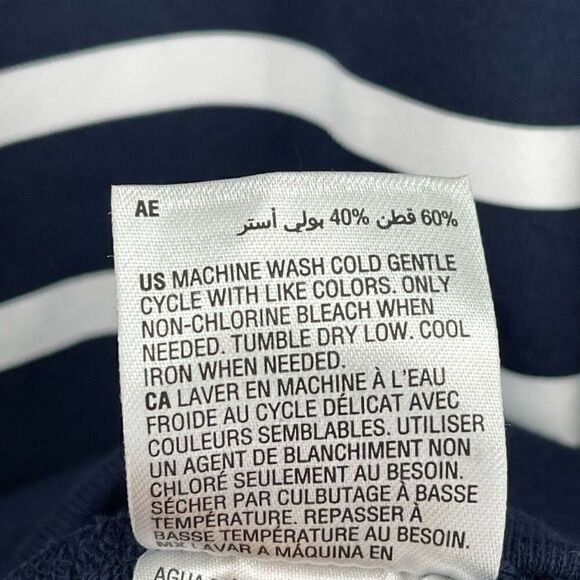 AE
60% قطن 40% بولي أستر
US MACHINE WASH COLD GENTLE
CYCLE WITH LIKE COLORS. ONLY
NON-CHLORINE BLEACH WHEN
NEEDED. TUMBLE DRY LOW. COOL
IRON WHEN NEEDED.
CA LAVER EN MACHINE À L'EAU
FROIDE AU CYCLE DÉLICAT AVEC
COULEURS SEMBLABLES. UTILISER
UN AGENT DE BLANCHIMENT NON
CHLORÉ SEULEMENT AU BESOIN.
SÉCHER PAR CULBUTAGE À BASSE
TEMPÉRATURE. REPASSER À
BASSE TEMPÉRATURE AU BESOIN.
MX LAVAR A MÁQUINA EN
AGUA